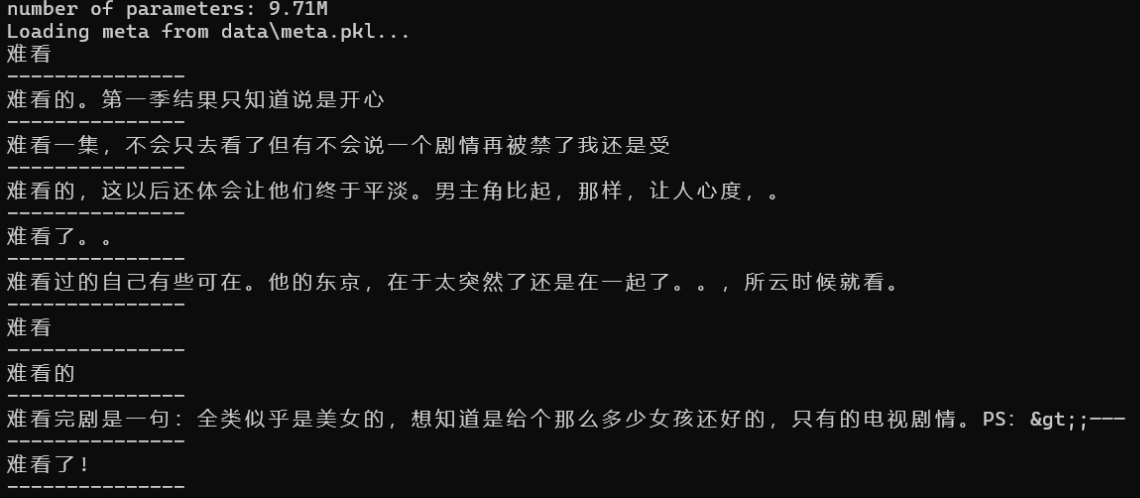 number of parameters: 9.71M
Loading meta from data\meta.pkl...
难看
---------------
难看的。第一季结果只知道说是开心
---------------
难看一集，不会只去看了但有不会说一个剧情再被禁了我还是受
---------------
难看的，这以后还体会让他们终于平淡。男主角比起，那样，让人心度，。
---------------
难看了。。
---------------
难看过的自己有些可在。他的东京，在于太突然了还是在一起了。。，所云时候就看。
---------------
难看
---------------
难看的
---------------
难看完剧是一句：全类似乎是美女的，想知道是给个那么多少女孩还好的，只有的电视剧情。PS：&gt;;———
---------------
难看了！
---------------